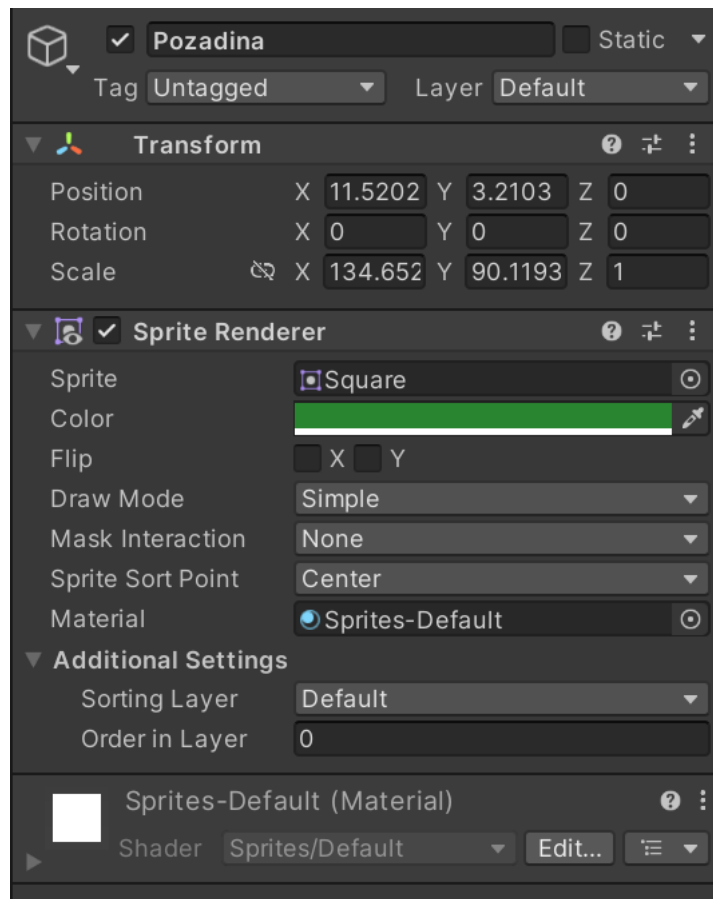 Pozadina Static
Tag Untagged Layer Default
Transform
Position X 11.5202 Y 3.2103 Z 0
Rotation X 0 Y 0 Z 0
Scale X 134.652 Y 90.1193 Z 1
Sprite Renderer
Sprite Square
Color
Flip X Y
Draw Mode Simple
Mask Interaction None
Sprite Sort Point Center
Material Sprites-Default
Additional Settings
Sorting Layer Default
Order in Layer 0
Sprites-Default (Material)
Shader Sprites/Default Edit...